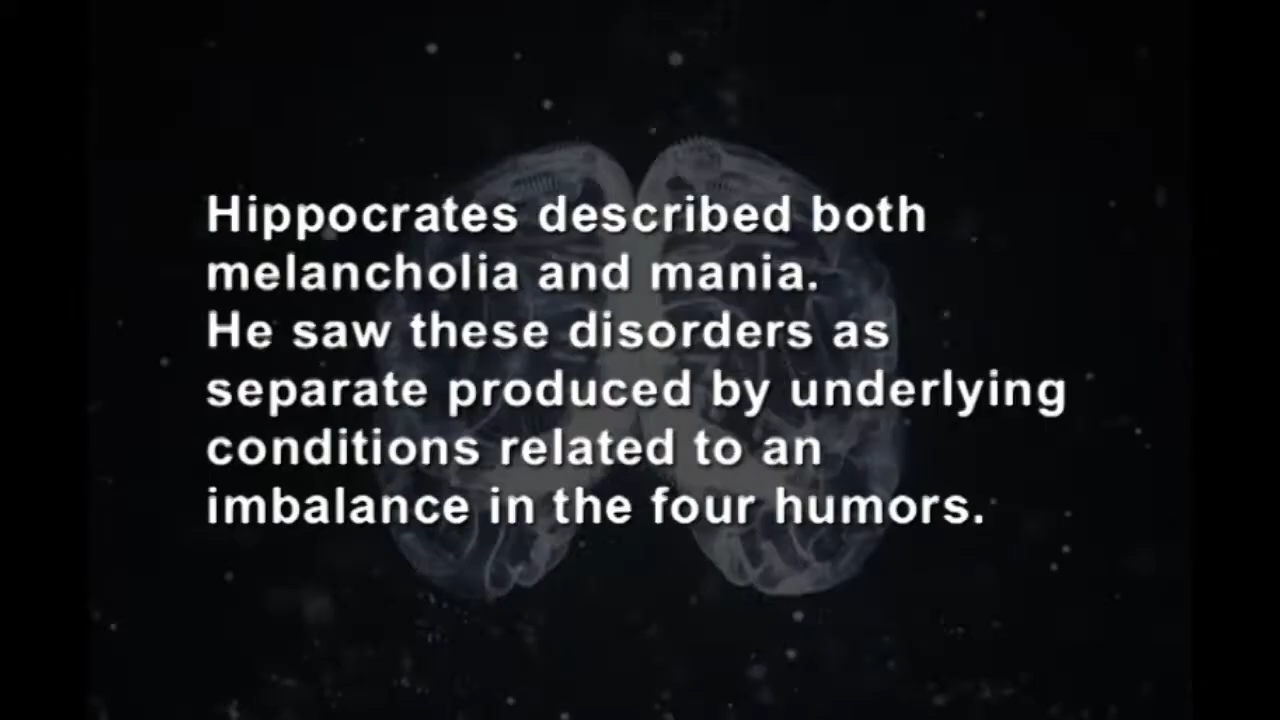 Hippocrates described both
melancholia and mania.
He saw these disorders as
separate produced by underlying
conditions related to an
imbalance in the four humors.